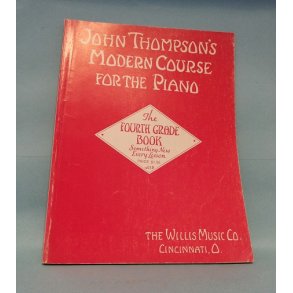 JOHN THOMPSON'S
MODERN COURSE
FOR THE PIANO
The
FOURTH GRADE
BOOK
Something New
Every Lesson
THE WILLIS MUSIC CO.
CINCINNATI, O.